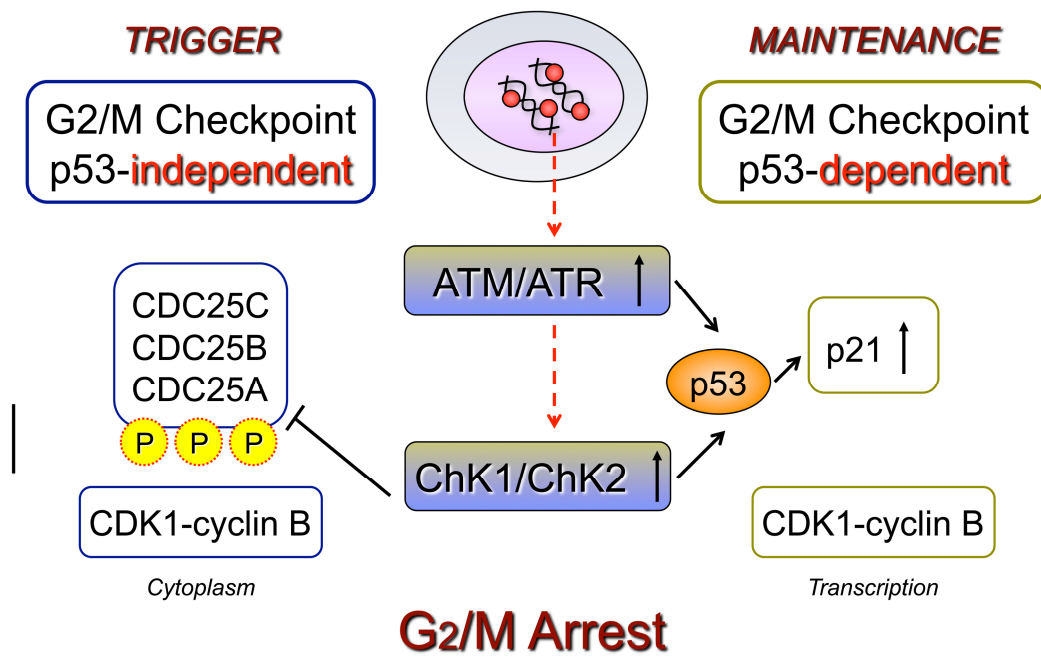 TRIGGER
MAINTENANCE
G2/M Checkpoint
p53-independent
G2/M Checkpoint
p53-dependent
ATM/ATR
CDC25C
CDC25B
CDC25A
P P P
p53
p21
ChK1/ChK2
CDK1-cyclin B
CDK1-cyclin B
Cytoplasm
Transcription
G2/M Arrest